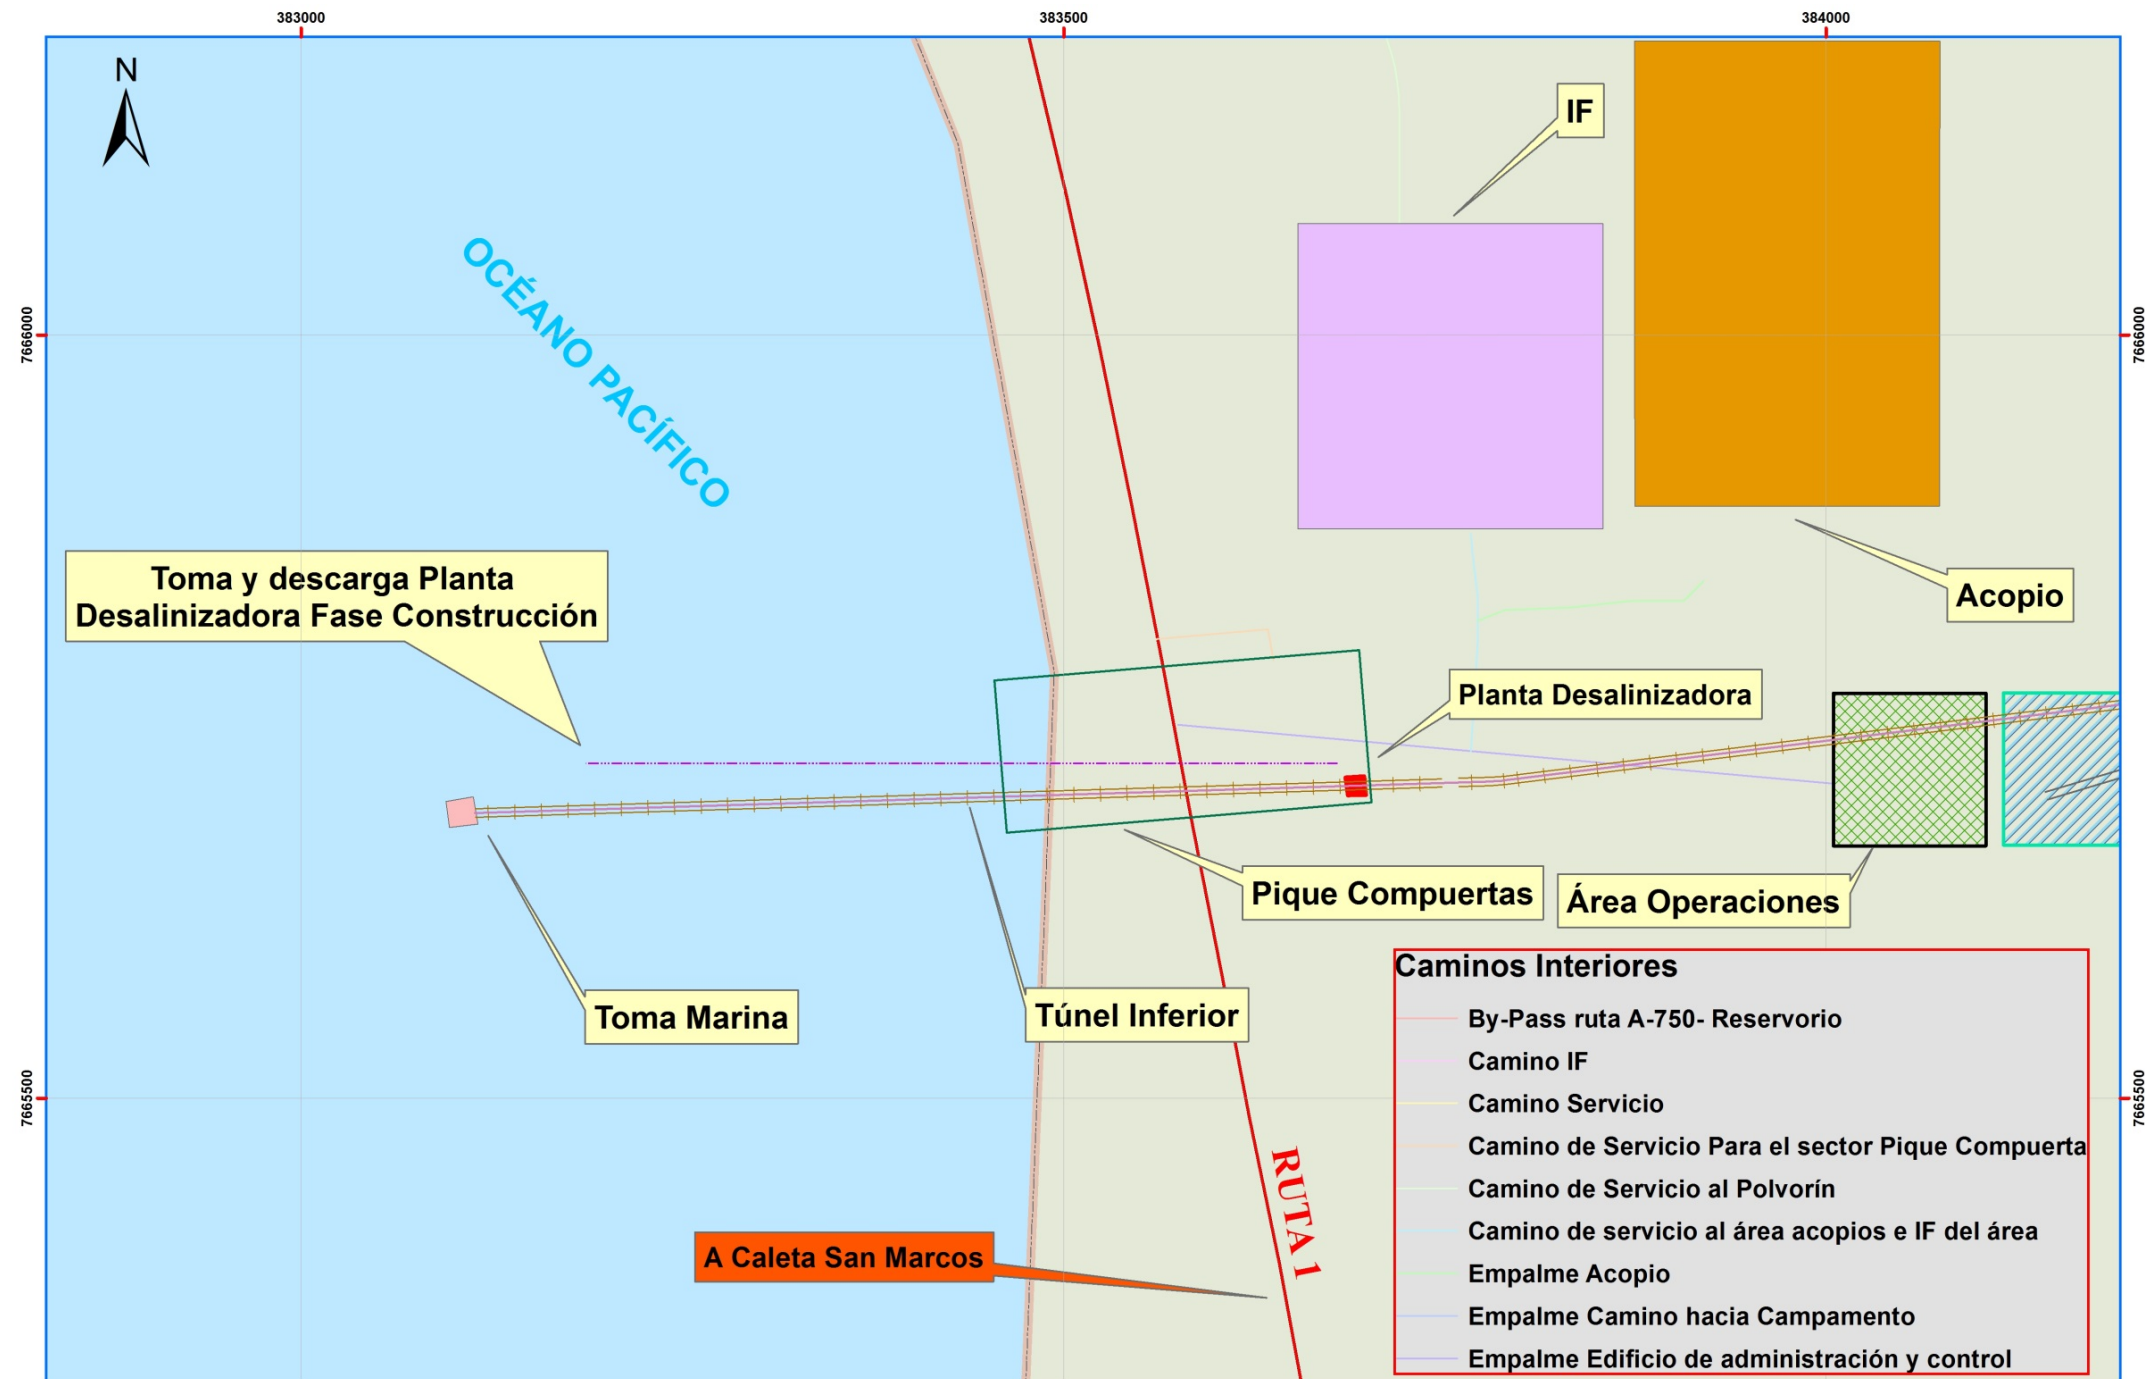 383000
383500
384000
N
IF
OCÉANO PACÍFICO
7666000
7666000
Toma y descarga Planta
Desalinizadora Fase Construcción
Acopio
Planta Desalinizadora
Pique Compuertas
Área Operaciones
Toma Marina
Túnel Inferior
7665500
7665500
RUTA 1
A Caleta San Marcos
Caminos Interiores
By-Pass ruta A-750- Reservorio
Camino IF
Camino Servicio
Camino de Servicio Para el sector Pique Compuerta
Camino de Servicio al Polvorín
Camino de servicio al área acopios e IF del área
Empalme Acopio
Empalme Camino hacia Campamento
Empalme Edificio de administración y control